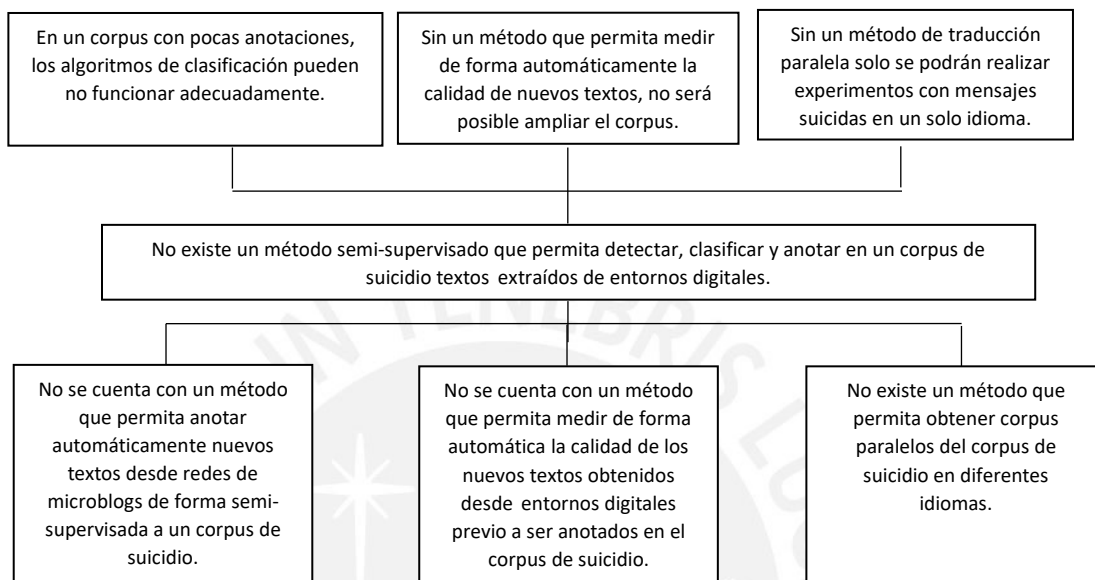 En un corpus con pocas anotaciones,
los algoritmos de clasificación pueden
no funcionar adecuadamente.
Sin un método que permita medir
de forma automáticamente la
calidad de nuevos textos, no será
posible ampliar el corpus.
Sin un método de traducción
paralela solo se podrán realizar
experimentos con mensajes
suicidas en un solo idioma.
No existe un método semi-supervisado que permita detectar, clasificar y anotar en un corpus de
suicidio textos extraídos de entornos digitales.
No se cuenta con un método
que permita anotar
automáticamente nuevos
textos desde redes de
microblogs de forma semi-
supervisada a un corpus de
suicidio.
No se cuenta con un método
que permita medir de forma
automática la calidad de los
nuevos textos obtenidos
desde entornos digitales
previo a ser anotados en el
corpus de suicidio.
No existe un método que
permita obtener corpus
paralelos del corpus de
suicidio en diferentes
idiomas.
IN TENEBRIS